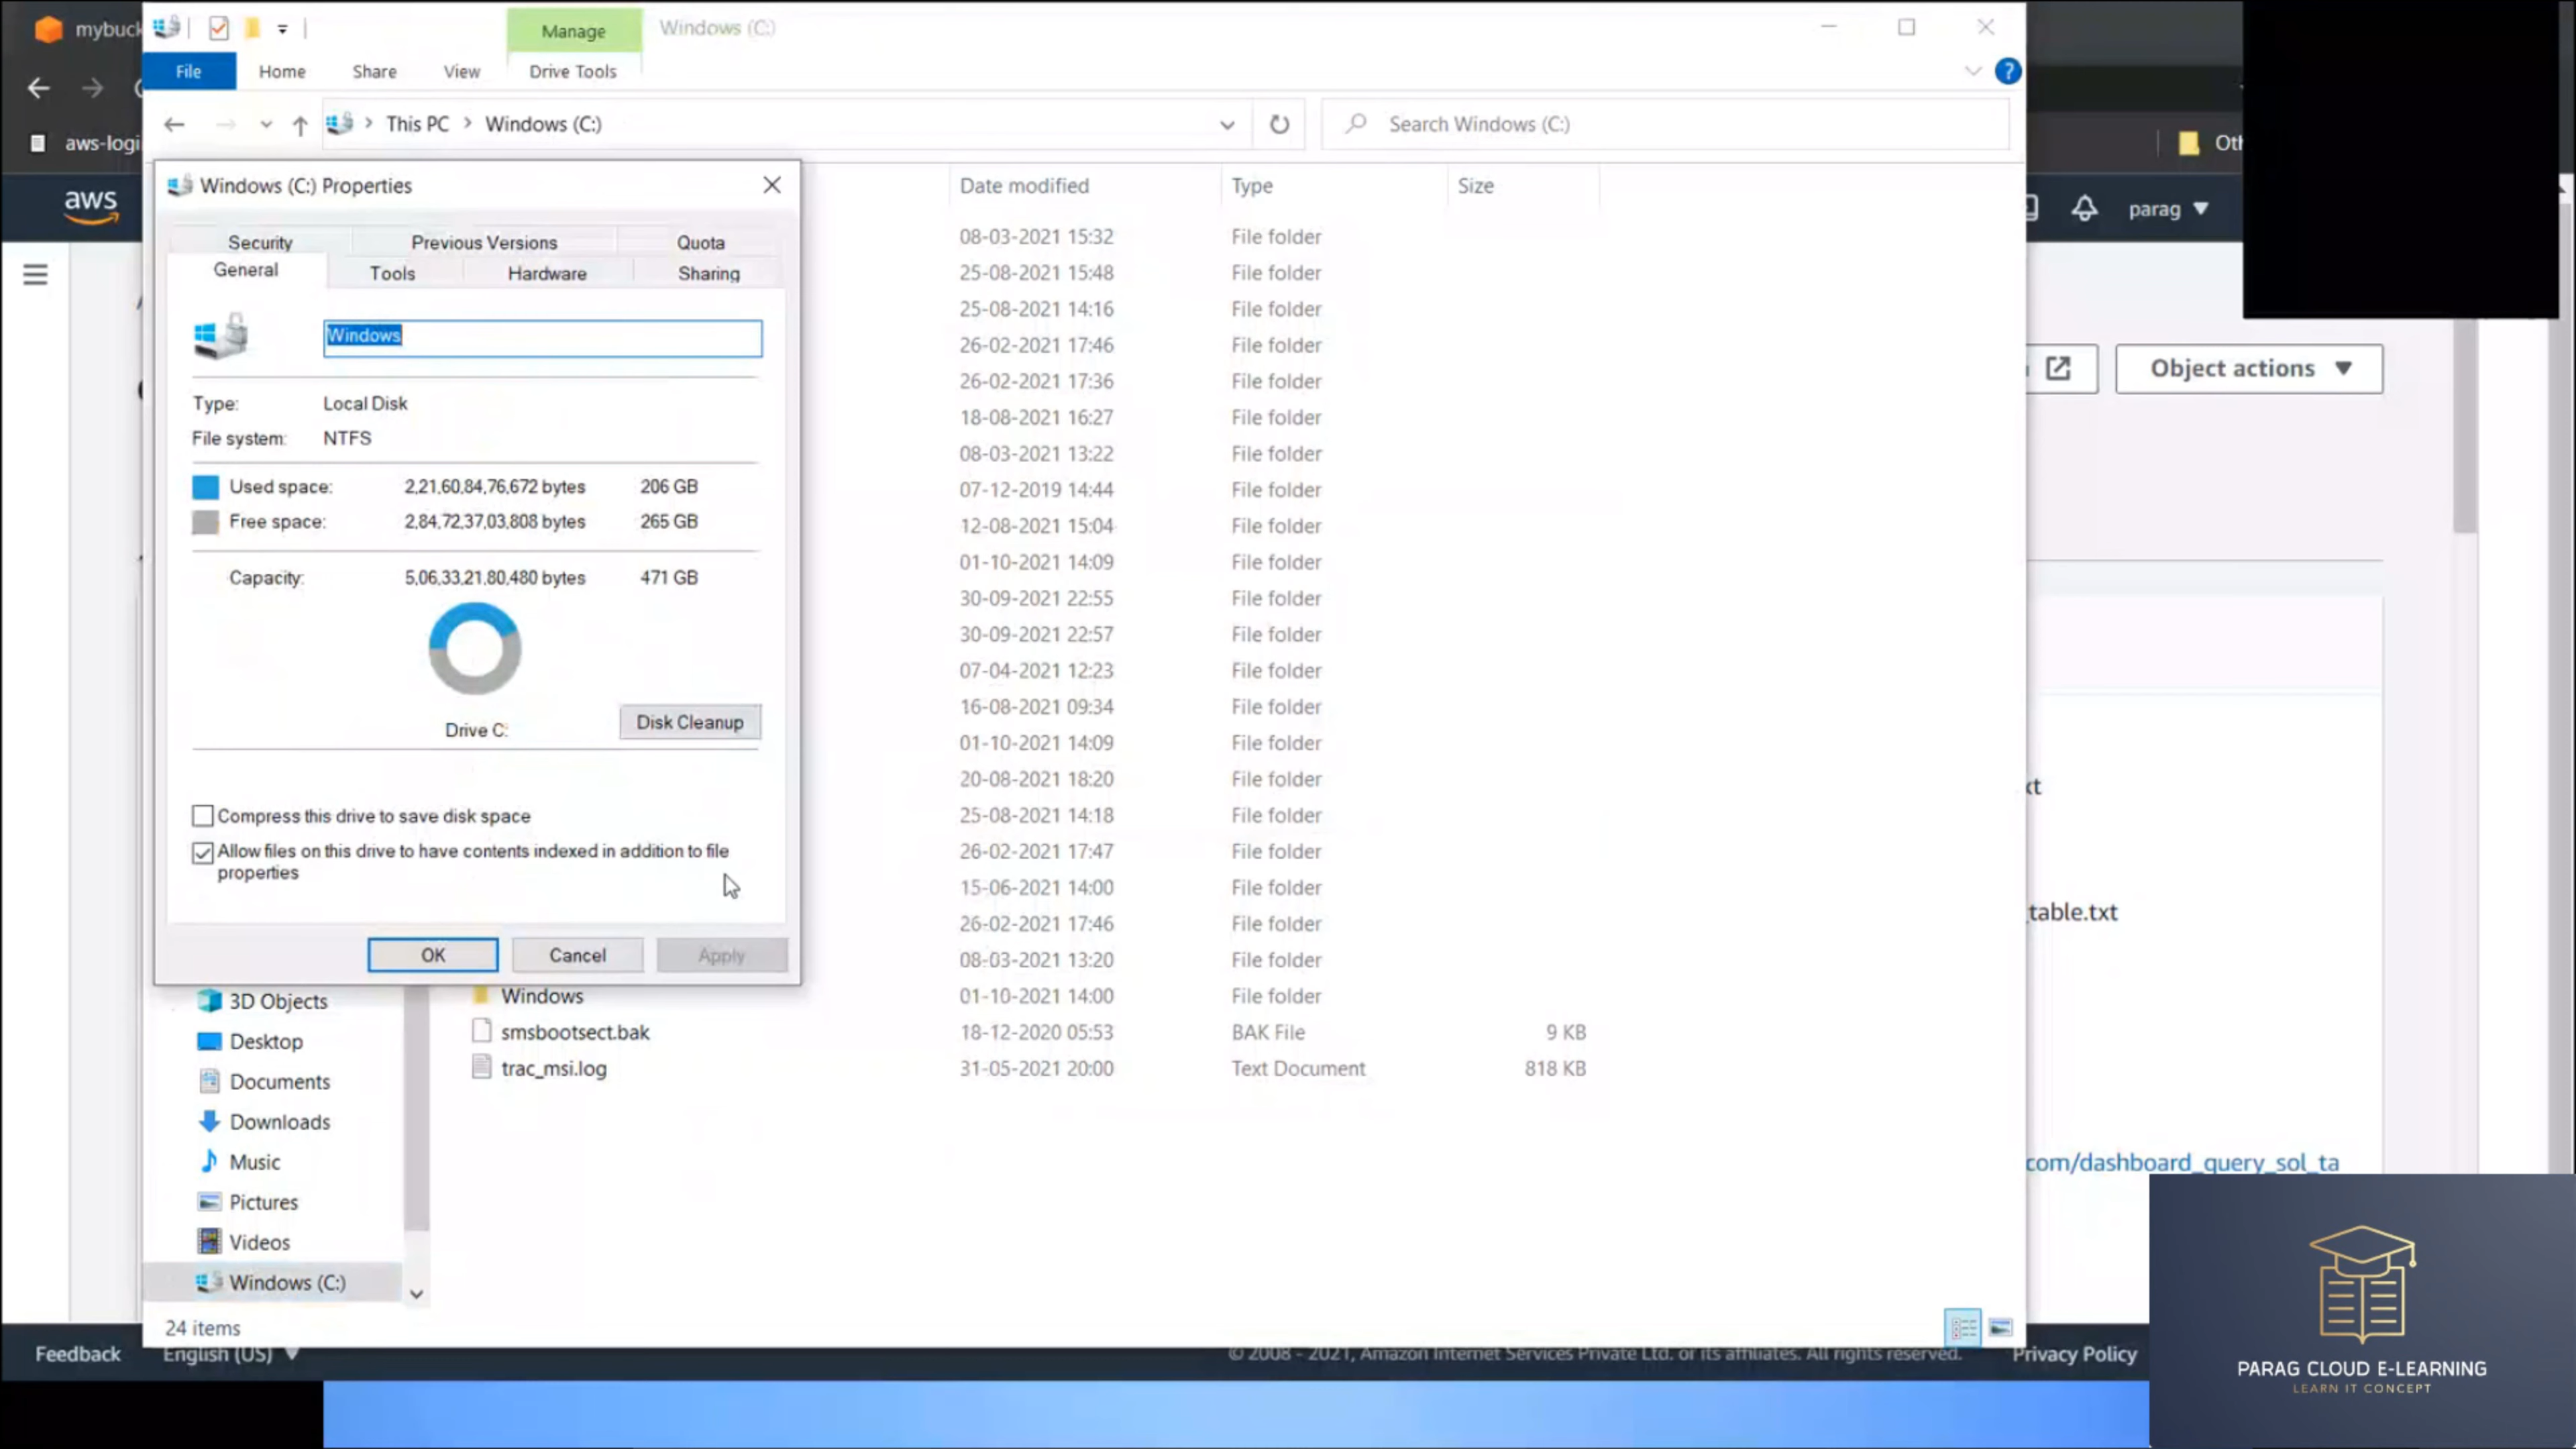 mybuck
Manage
Windows (C:)
File
Home
Share
View
Drive Tools
?
This PC > Windows (C:)
Search Windows (C:)
aws-logi
Oth
aws
parag
Windows (C:) Properties
Security
Previous Versions
Quota
General
Tools
Hardware
Sharing
Windows
Type: Local Disk
File system: NTFS
Used space: 2,21,60,84,76,672 bytes 206 GB
Free space: 2,84,72,37,03,808 bytes 265 GB
Capacity: 5,06,33,21,80,480 bytes 471 GB
Drive C:
Disk Cleanup
Compress this drive to save disk space
Allow files on this drive to have contents indexed in addition to file
properties
OK
Cancel
Apply
Date modified Type Size
08-03-2021 15:32 File folder
25-08-2021 15:48 File folder
25-08-2021 14:16 File folder
26-02-2021 17:46 File folder
26-02-2021 17:36 File folder
18-08-2021 16:27 File folder
08-03-2021 13:22 File folder
07-12-2019 14:44 File folder
12-08-2021 15:04 File folder
01-10-2021 14:09 File folder
30-09-2021 22:55 File folder
30-09-2021 22:57 File folder
07-04-2021 12:23 File folder
16-08-2021 09:34 File folder
01-10-2021 14:09 File folder
20-08-2021 18:20 File folder
25-08-2021 14:18 File folder
26-02-2021 17:47 File folder
15-06-2021 14:00 File folder
26-02-2021 17:46 File folder
08-03-2021 13:20 File folder
Windows 01-10-2021 14:00 File folder
smsbootsect.bak 18-12-2020 05:53 BAK File 9 KB
trac_msi.log 31-05-2021 20:00 Text Document 818 KB
3D Objects
Desktop
Documents
Downloads
Music
Pictures
Videos
Windows (C:)
24 items
Object actions
xt
_table.txt
com/dashboard_query_sol_ta
Feedback
English (US)
© 2008 - 2021, Amazon Internet Services Private Ltd. or its affiliates. All rights reserved.
Privacy Policy
PARAG CLOUD E-LEARNING
LEARN IT CONCEPT